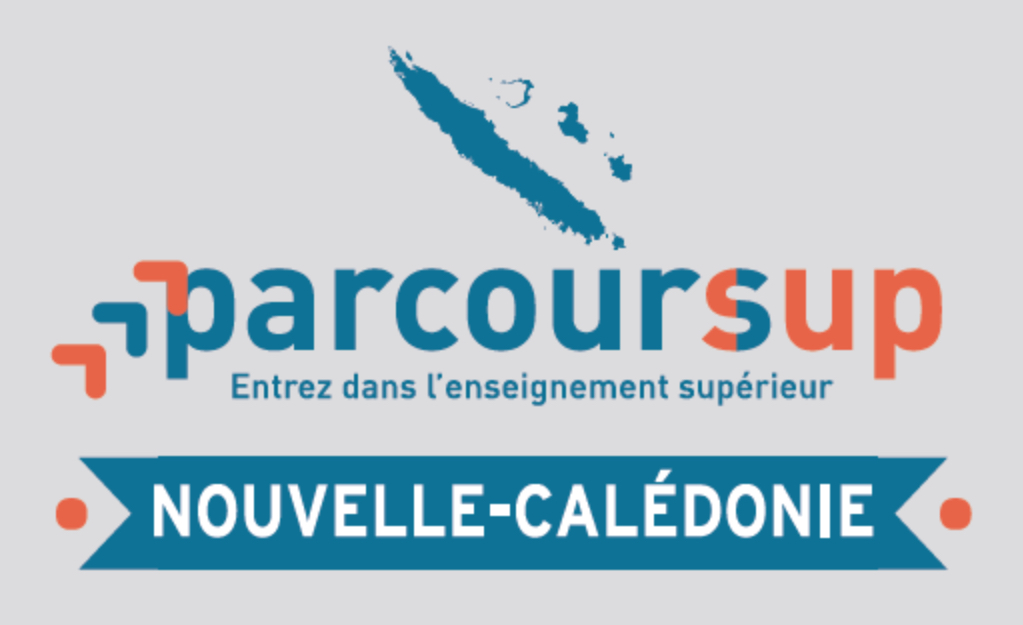 parcoursup
Entrez dans l'enseignement supérieur
NOUVELLE-CALÉDONIE